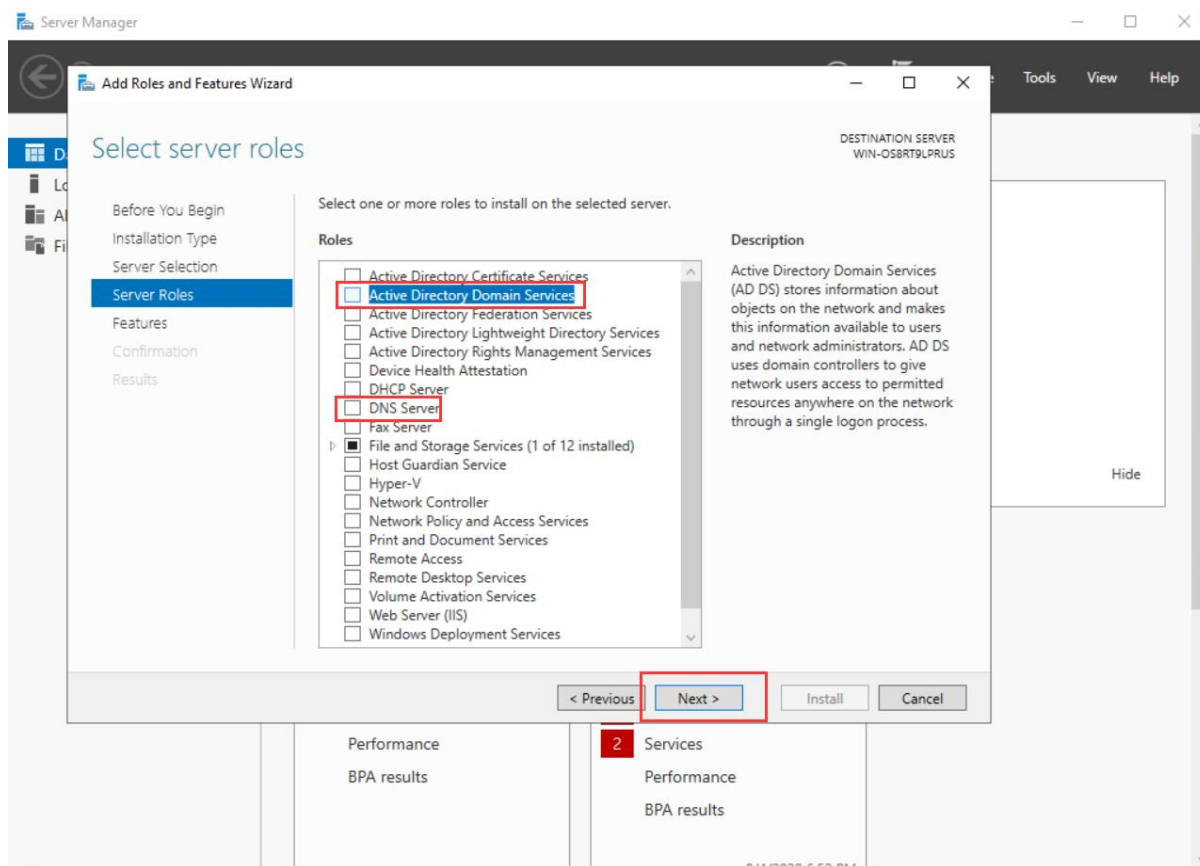 Server Manager
Tools View Help
Add Roles and Features Wizard
Select server roles
DESTINATION SERVER
WIN-OS8RT9LPRUS
Before You Begin
Installation Type
Server Selection
Server Roles
Features
Confirmation
Results
Select one or more roles to install on the selected server.
Roles
Active Directory Certificate Services
Active Directory Domain Services
Active Directory Federation Services
Active Directory Lightweight Directory Services
Active Directory Rights Management Services
Device Health Attestation
DHCP Server
DNS Server
Fax Server
File and Storage Services (1 of 12 installed)
Host Guardian Service
Hyper-V
Network Controller
Network Policy and Access Services
Print and Document Services
Remote Access
Remote Desktop Services
Volume Activation Services
Web Server (IIS)
Windows Deployment Services
Description
Active Directory Domain Services
(AD DS) stores information about
objects on the network and makes
this information available to users
and network administrators. AD DS
uses domain controllers to give
network users access to permitted
resources anywhere on the network
through a single logon process.
Hide
< Previous
Next >
Install
Cancel
Performance
BPA results
2 Services
Performance
BPA results